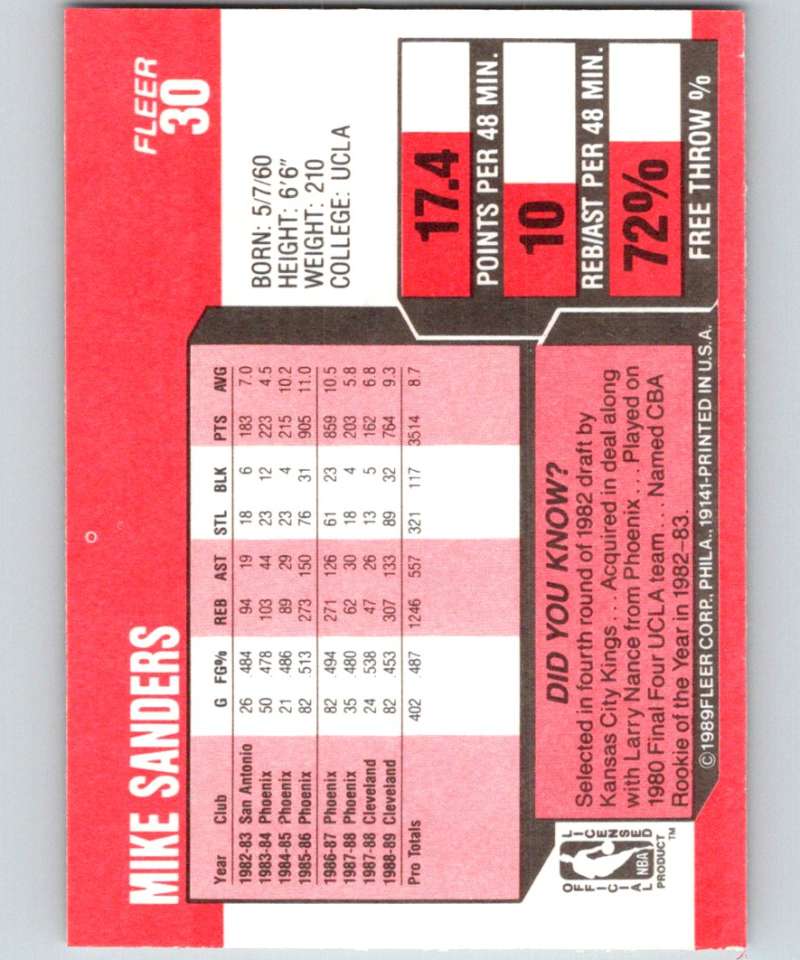 MIKE SANDERS
FLEER
30
Year Club G FG% REB AST STL BLK PTS AVG
1982-83 San Antonio 26 .484 94 19 18 6 183 7.0
1983-84 Phoenix 50 .478 103 44 23 12 223 4.5
1984-85 Phoenix 21 .486 89 29 23 4 215 10.2
1985-86 Phoenix 82 .513 273 150 76 31 905 11.0
1986-87 Phoenix 82 .494 271 126 61 23 859 10.5
1987-88 Phoenix 35 .480 62 30 18 4 203 5.8
1987-88 Cleveland 24 .538 47 26 13 5 162 6.8
1988-89 Cleveland 82 .453 307 133 89 32 764 9.3
Pro Totals 402 .487 1246 557 321 117 3514 8.7
BORN: 5/7/60
HEIGHT: 6'6"
WEIGHT: 210
COLLEGE: UCLA
17.4
POINTS PER 48 MIN.
10
REB/AST PER 48 MIN.
72%
FREE THROW %
DID YOU KNOW?
Selected in fourth round of 1982 draft by
Kansas City Kings... Acquired in deal along
with Larry Nance from Phoenix... Played on
1980 Final Four UCLA team... Named CBA
Rookie of the Year in 1982-83.
OFFICIAL
LICENSED
NBA
PRODUCT™
©1989FLEER CORP., PHILA., 19141-PRINTED IN U.S.A.